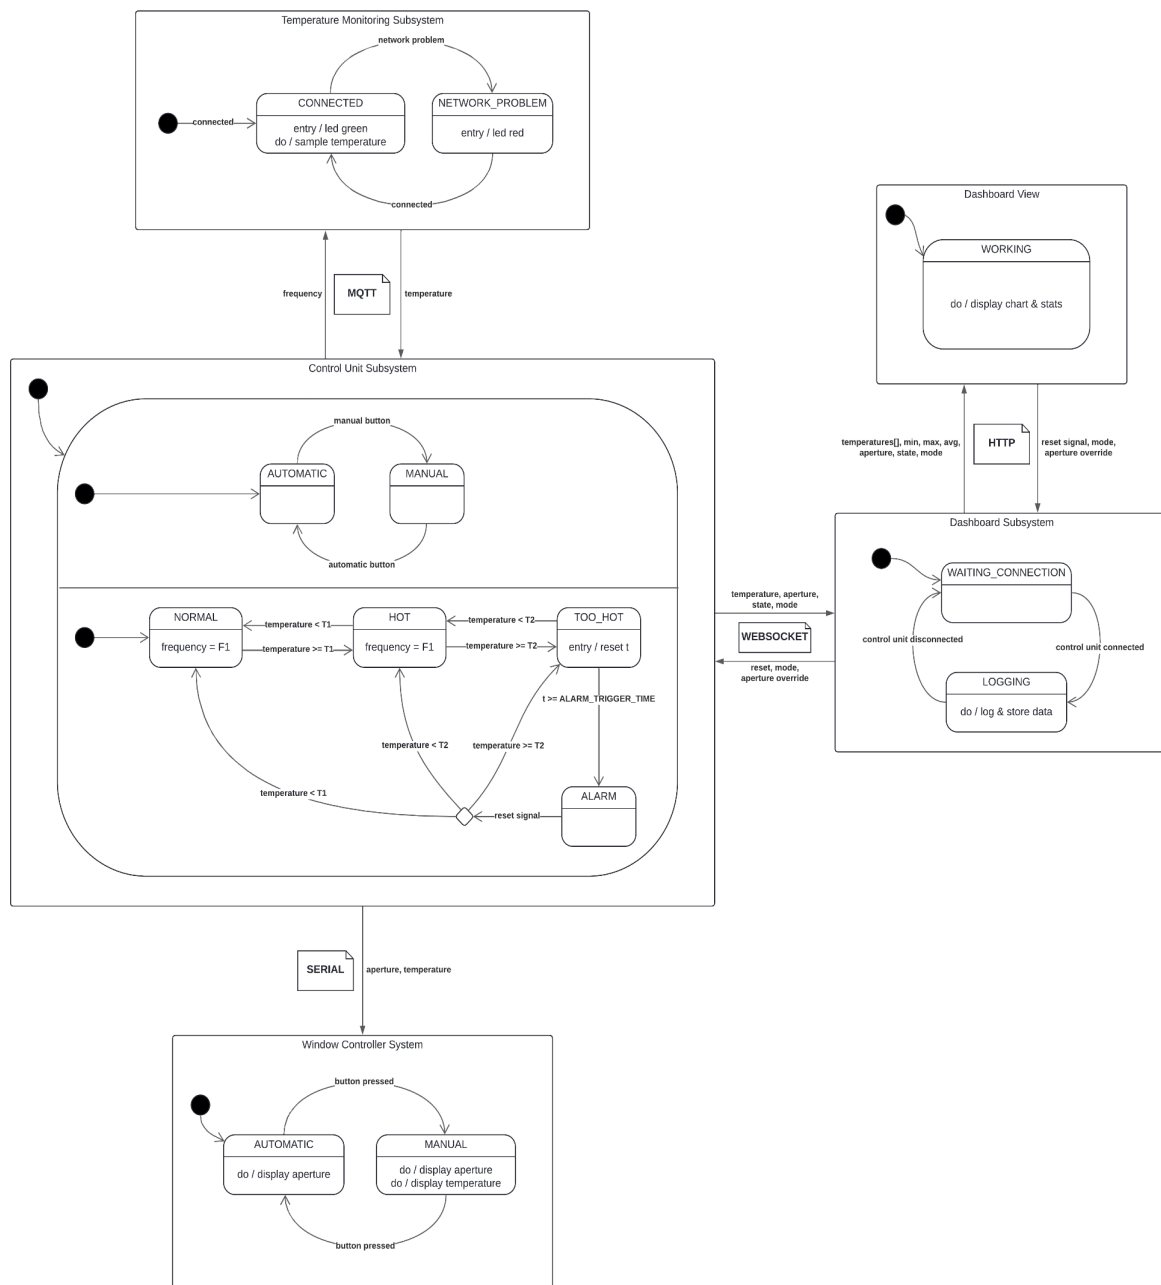 Temperature Monitoring Subsystem
network problem
CONNECTED
entry / led green
do / sample temperature
NETWORK_PROBLEM
entry / led red
connected
connected
frequency
MQTT
temperature
Dashboard View
WORKING
do / display chart & stats
temperatures[], min, max, avg,
aperture, state, mode
HTTP
reset signal, mode,
aperture override
Control Unit Subsystem
manual button
AUTOMATIC
MANUAL
automatic button
NORMAL
frequency = F1
temperature < T1
temperature >= T1
HOT
frequency = F1
temperature < T2
temperature >= T2
TOO_HOT
entry / reset t
t >= ALARM_TRIGGER_TIME
temperature < T2
temperature >= T2
temperature < T1
ALARM
reset signal
temperature, aperture,
state, mode
WEBSOCKET
reset, mode,
aperture override
Dashboard Subsystem
WAITING_CONNECTION
control unit disconnected
control unit connected
LOGGING
do / log & store data
SERIAL
aperture, temperature
Window Controller System
button pressed
AUTOMATIC
do / display aperture
MANUAL
do / display aperture
do / display temperature
button pressed